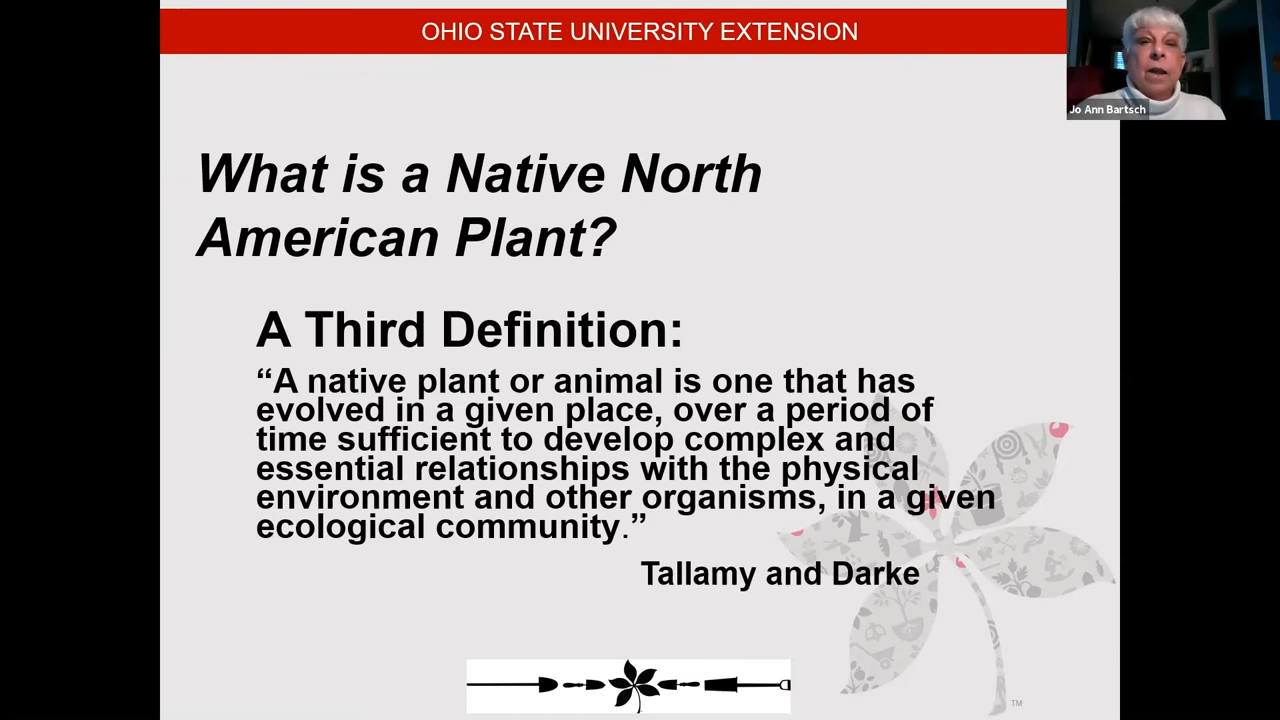 OHIO STATE UNIVERSITY EXTENSION
Jo Ann Bartsch
What is a Native North
American Plant?
A Third Definition:
“A native plant or animal is one that has
evolved in a given place, over a period of
time sufficient to develop complex and
essential relationships with the physical
environment and other organisms, in a given
ecological community.”
Tallamy and Darke
TM